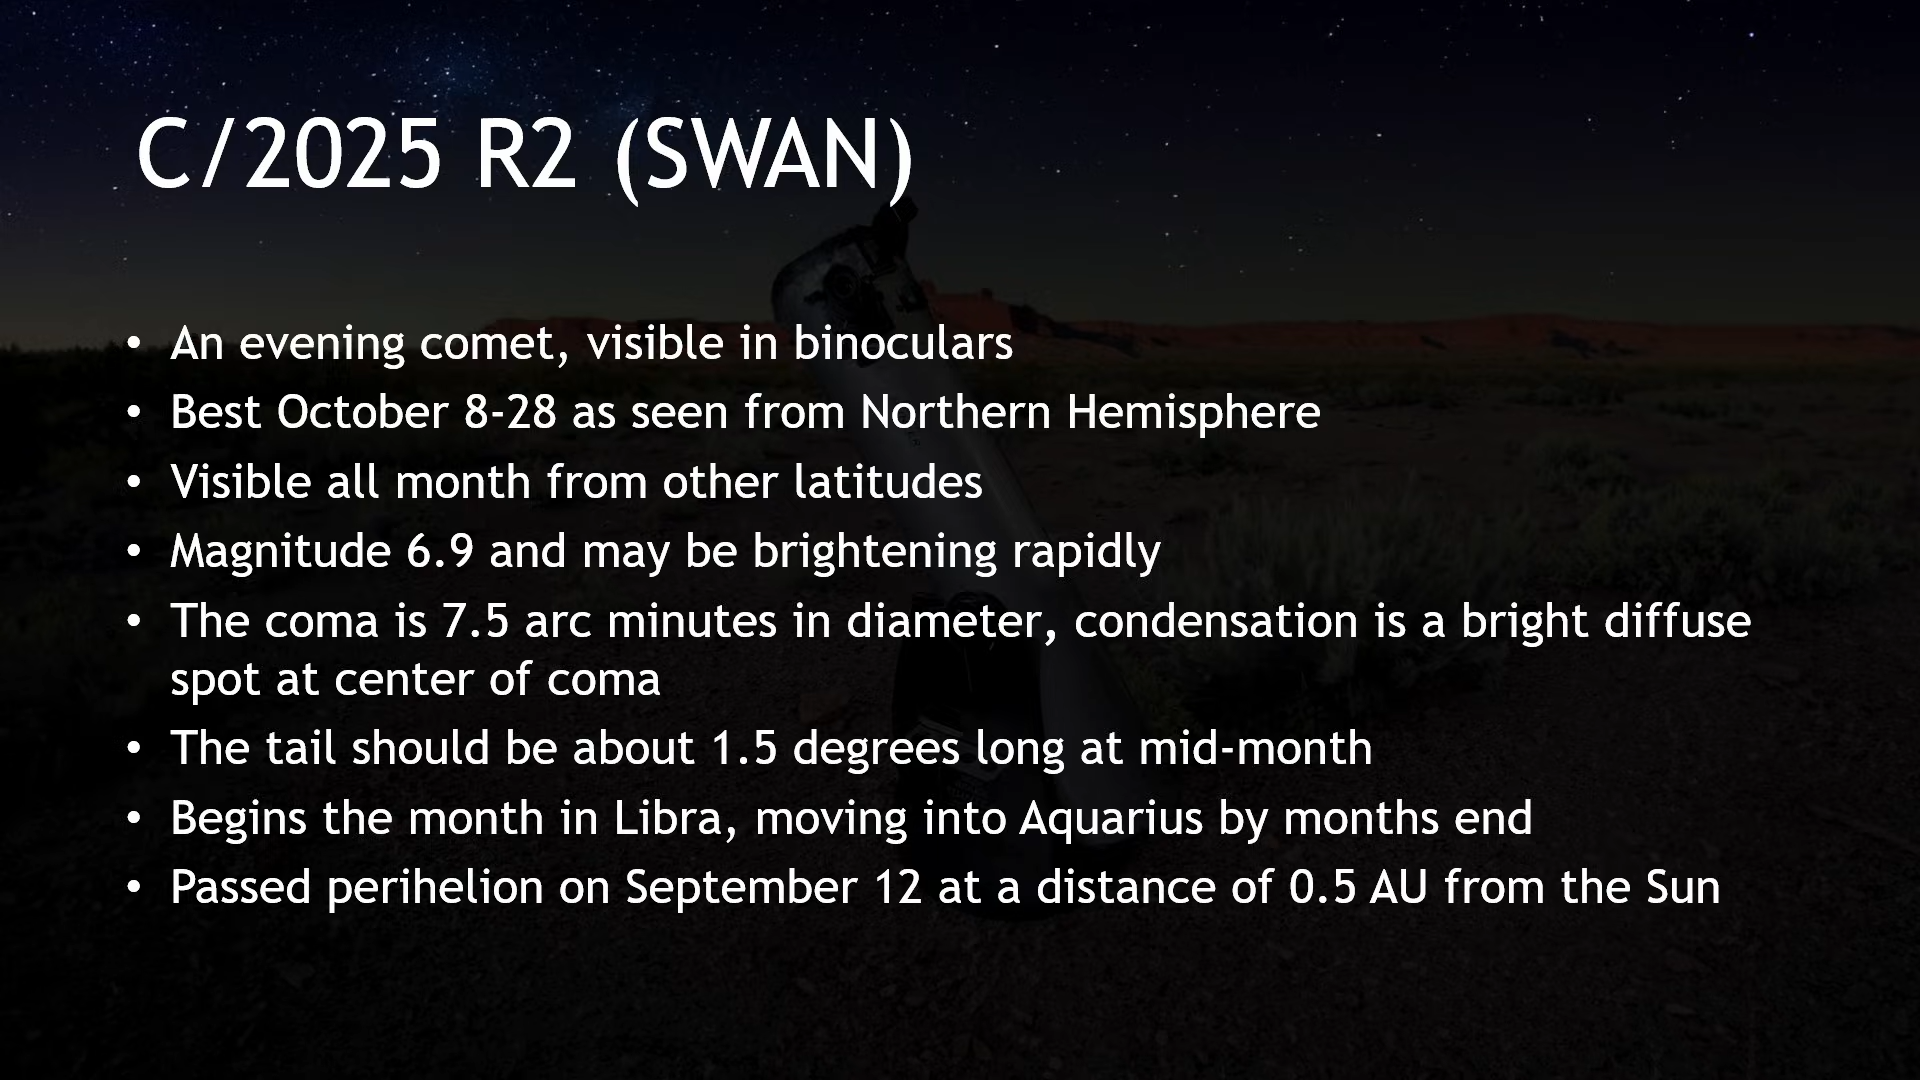 C/2025 R2 (SWAN)
• An evening comet, visible in binoculars
• Best October 8-28 as seen from Northern Hemisphere
• Visible all month from other latitudes
• Magnitude 6.9 and may be brightening rapidly
• The coma is 7.5 arc minutes in diameter, condensation is a bright diffuse
spot at center of coma
• The tail should be about 1.5 degrees long at mid-month
• Begins the month in Libra, moving into Aquarius by months end
• Passed perihelion on September 12 at a distance of 0.5 AU from the Sun